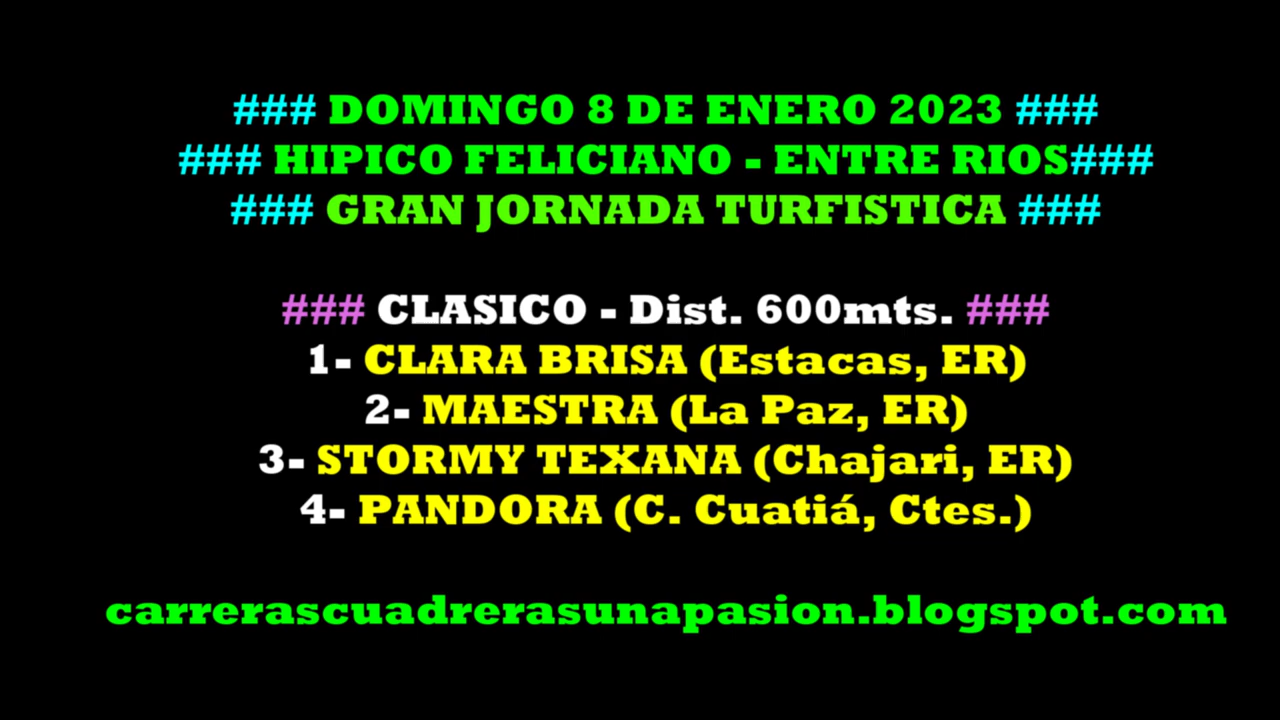 ### DOMINGO 8 DE ENERO 2023 ###
### HIPICO FELICIANO - ENTRE RIOS###
### GRAN JORNADA TURFISTICA ###
### CLASICO - Dist. 600mts. ###
1- CLARA BRISA (Estacas, ER)
2- MAESTRA (La Paz, ER)
3- STORMY TEXANA (Chajari, ER)
4- PANDORA (C. Cuatiá, Ctes.)
carrerascuadrerasunapasion.blogspot.com